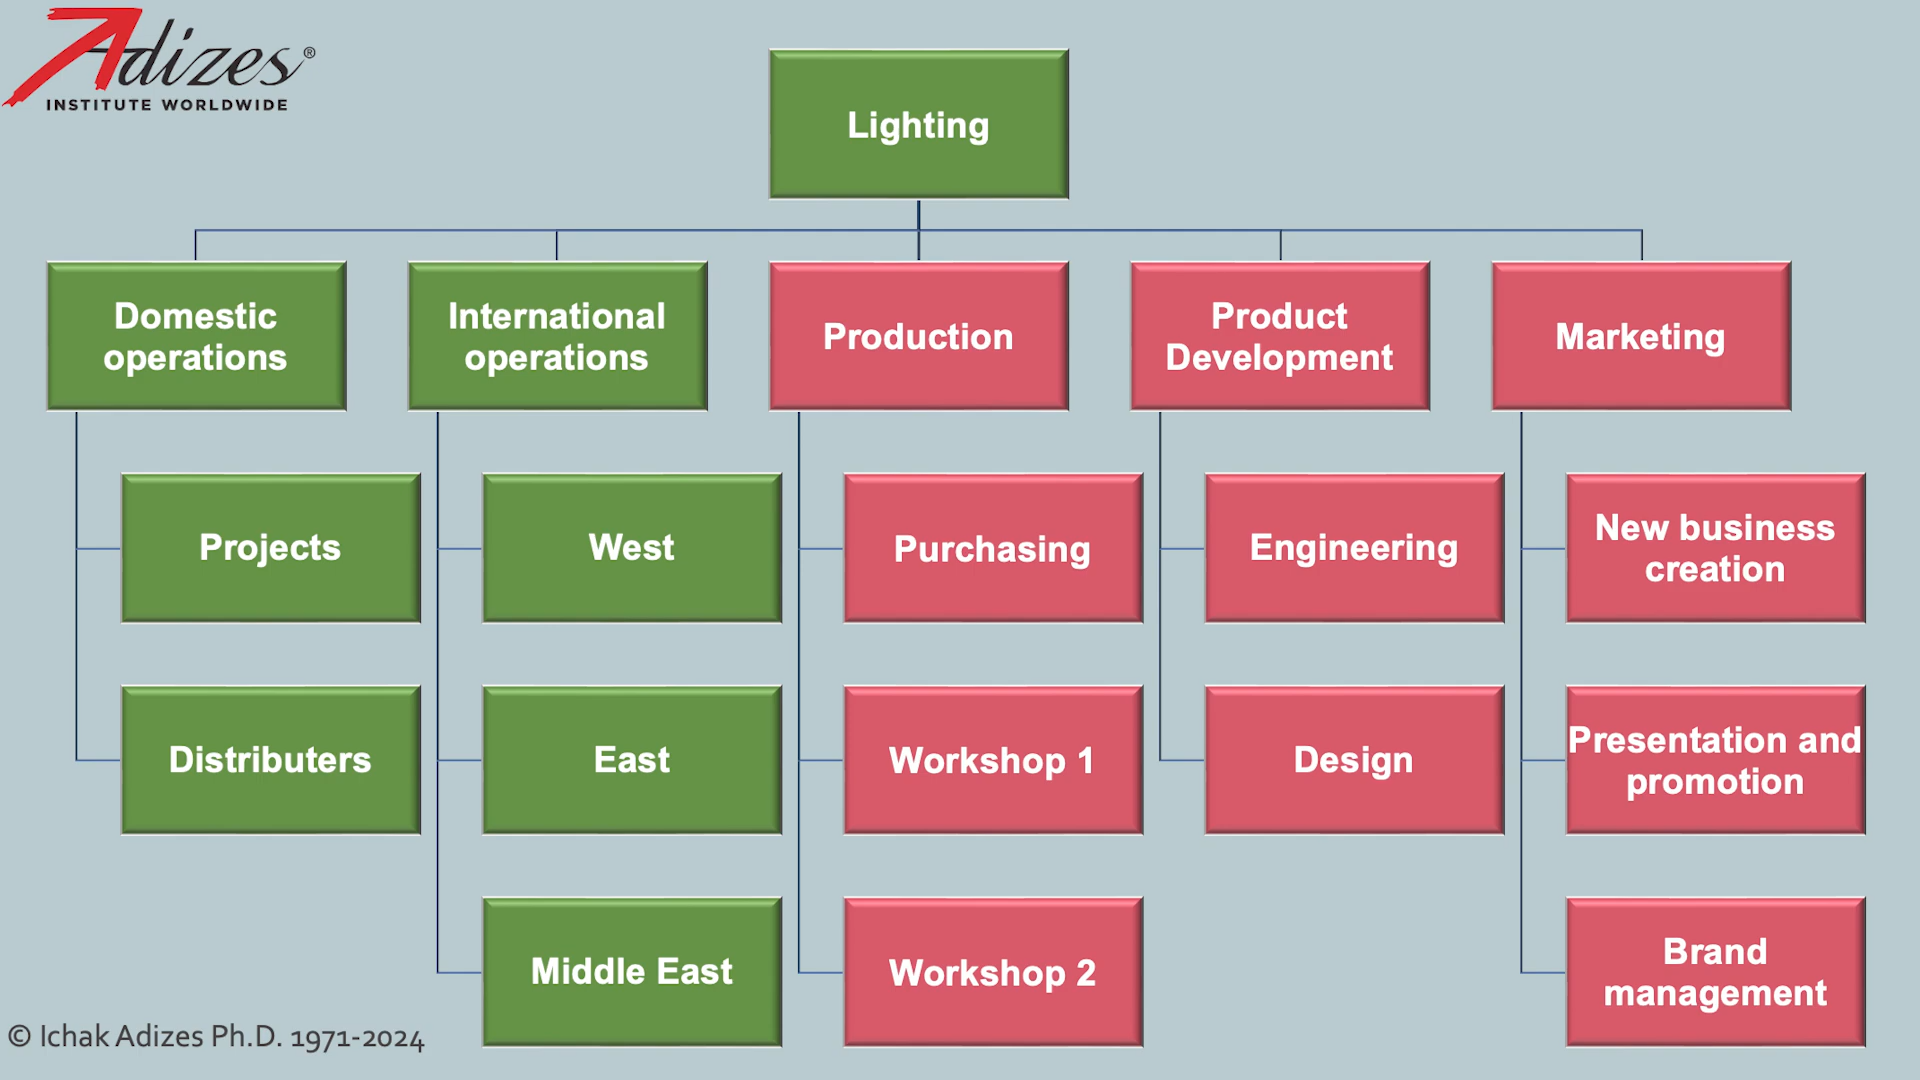 Adizes®
INSTITUTE WORLDWIDE
Lighting
Domestic
operations
International
operations
Production
Product
Development
Marketing
Projects
West
Purchasing
Engineering
New business
creation
Distributers
East
Workshop 1
Design
Presentation and
promotion
Middle East
Workshop 2
Brand
management
© Ichak Adizes Ph.D. 1971-2024